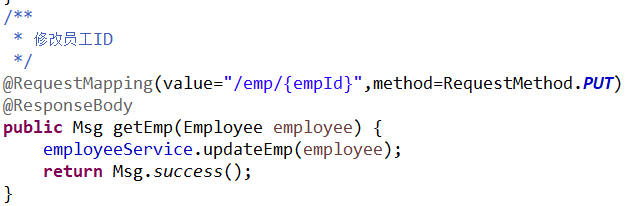 /**
 * 修改员工ID
 */
@RequestMapping(value="/emp/{empId}",method=RequestMethod.PUT)
@ResponseBody
public Msg getEmp(Employee employee) {
    employeeService.updateEmp(employee);
    return Msg.success();
}